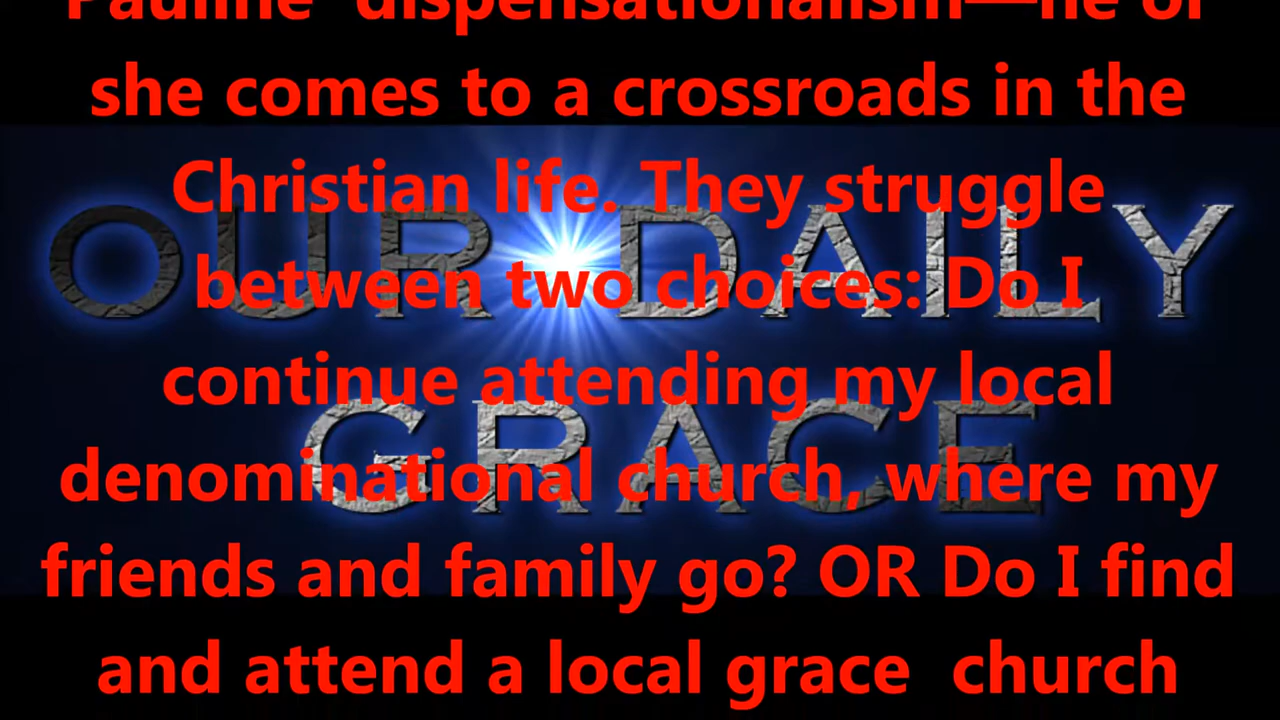 Pauline  dispensationalism—he or
she comes to a crossroads in the
Christian life. They struggle
between two choices: Do I
continue attending my local
denominational church, where my
friends and family go? OR Do I find
and attend a local grace  church
OUR DAILY
GRACE